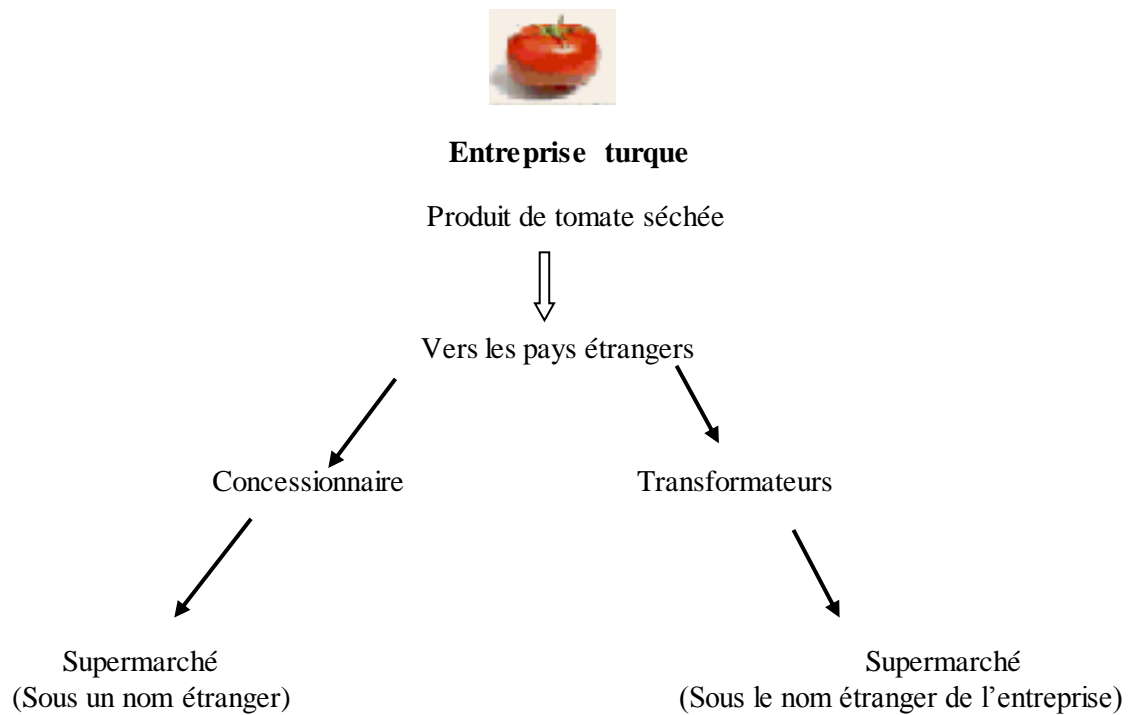 Entreprise turque
Produit de tomate séchée
Vers les pays étrangers
Concessionnaire
Transformateurs
Supermarché
(Sous un nom étranger)
Supermarché
(Sous le nom étranger de l’entreprise)